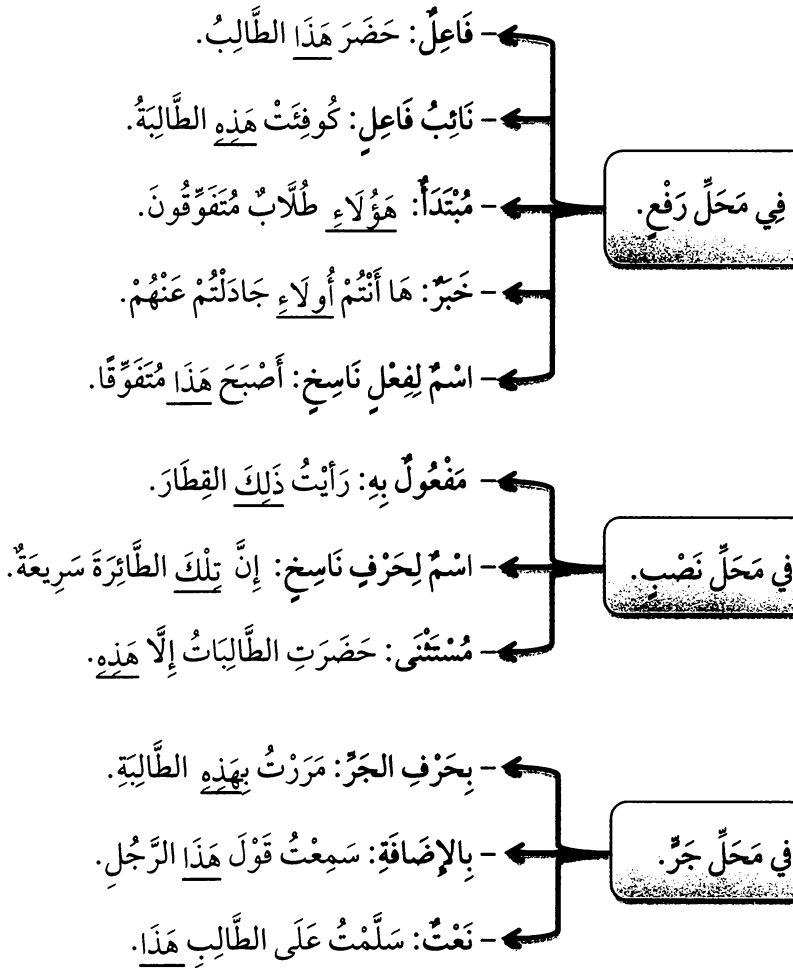 فِي مَحَلِّ رَفْعٍ.
- فَاعِلٌ: حَضَرَ هَذَا الطَّالِبُ.
- نَائِبُ فَاعِلٍ: كُوفِئَتْ هَذِهِ الطَّالِبَةُ.
- مُبْتَدَأٌ: هَؤُلَاءِ طُلَّابٌ مُتَفَوِّقُونَ.
- خَبَرٌ: هَا أَنْتُمْ أُولَاءِ جَادَلْتُمْ عَنْهُمْ.
- اسْمٌ لِفِعْلٍ نَاسِخٍ: أَصْبَحَ هَذَا مُتَفَوِّقًا.
في مَحَلِّ نَصْبٍ.
- مَفْعُولٌ بِهِ: رَأيْتُ ذَلِكَ القِطَارَ.
- اسْمٌ لِحَرْفٍ نَاسِخٍ: إِنَّ تِلْكَ الطَّائِرَةَ سَرِيعَةٌ.
- مُسْتَثْنَى: حَضَرَتِ الطَّالِبَاتُ إِلَّا هَذِهِ.
في مَحَلِّ جَرٍّ.
- بِحَرْفِ الجَرِّ: مَرَرْتُ بِهَذِهِ الطَّالِبَةِ.
- بِالإِضَافَةِ: سَمِعْتُ قَوْلَ هَذَا الرَّجُلِ.
- نَعْتٌ: سَلَّمْتُ عَلَى الطَّالِبِ هَذَا.